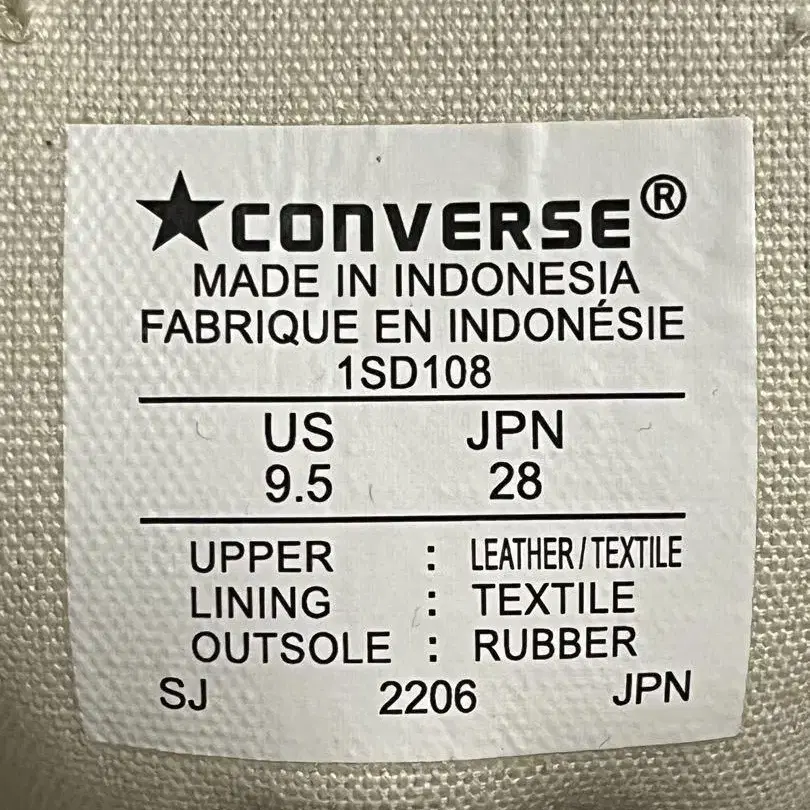 ★CONVERSE®
MADE IN INDONESIA
FABRIQUE EN INDONÉSIE
1SD108
US JPN
9.5 28
UPPER : LEATHER/TEXTILE
LINING : TEXTILE
OUTSOLE : RUBBER
SJ 2206 JPN